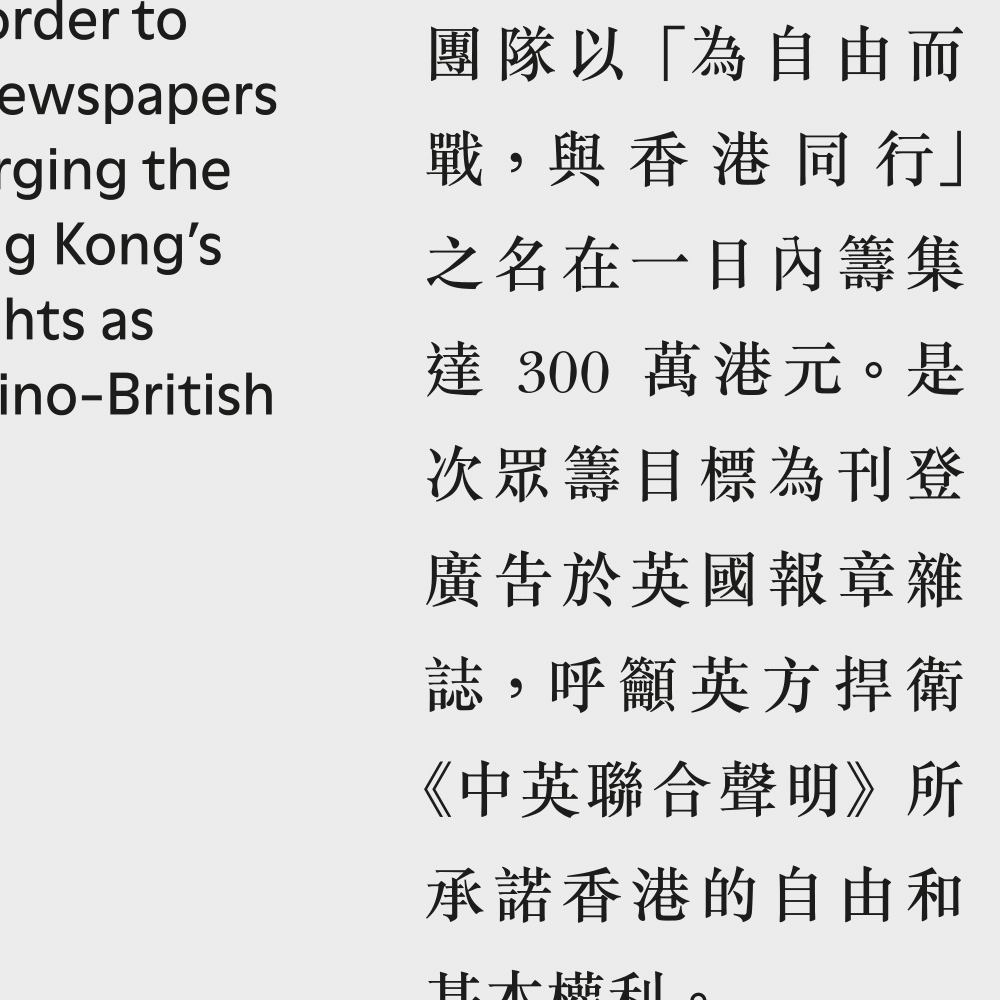 order to
ewspapers
rging the
g Kong’s
hts as
ino–British
團隊以「為自由而
戰，與香港同行」
之名在一日內籌集
達 300 萬港元。是
次眾籌目標為刊登
廣告於英國報章雜
誌，呼籲英方捍衛
《中英聯合聲明》所
承諾香港的自由和
基本權利。